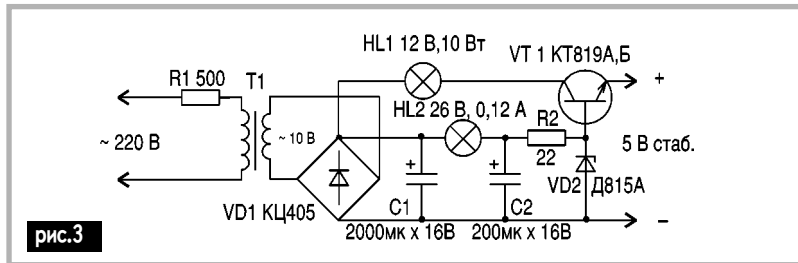 HL1 12 В,10 Вт
VT 1 КТ819А,Б
R1 500
T1
+
HL2 26 В, 0,12 А
R2
~ 220 В
~ 10 В
+
+
22
5 В стаб.
VD2 Д815А
VD1 КЦ405
C1
C2
–
2000мк х 16В
200мк х 16В
рис.3